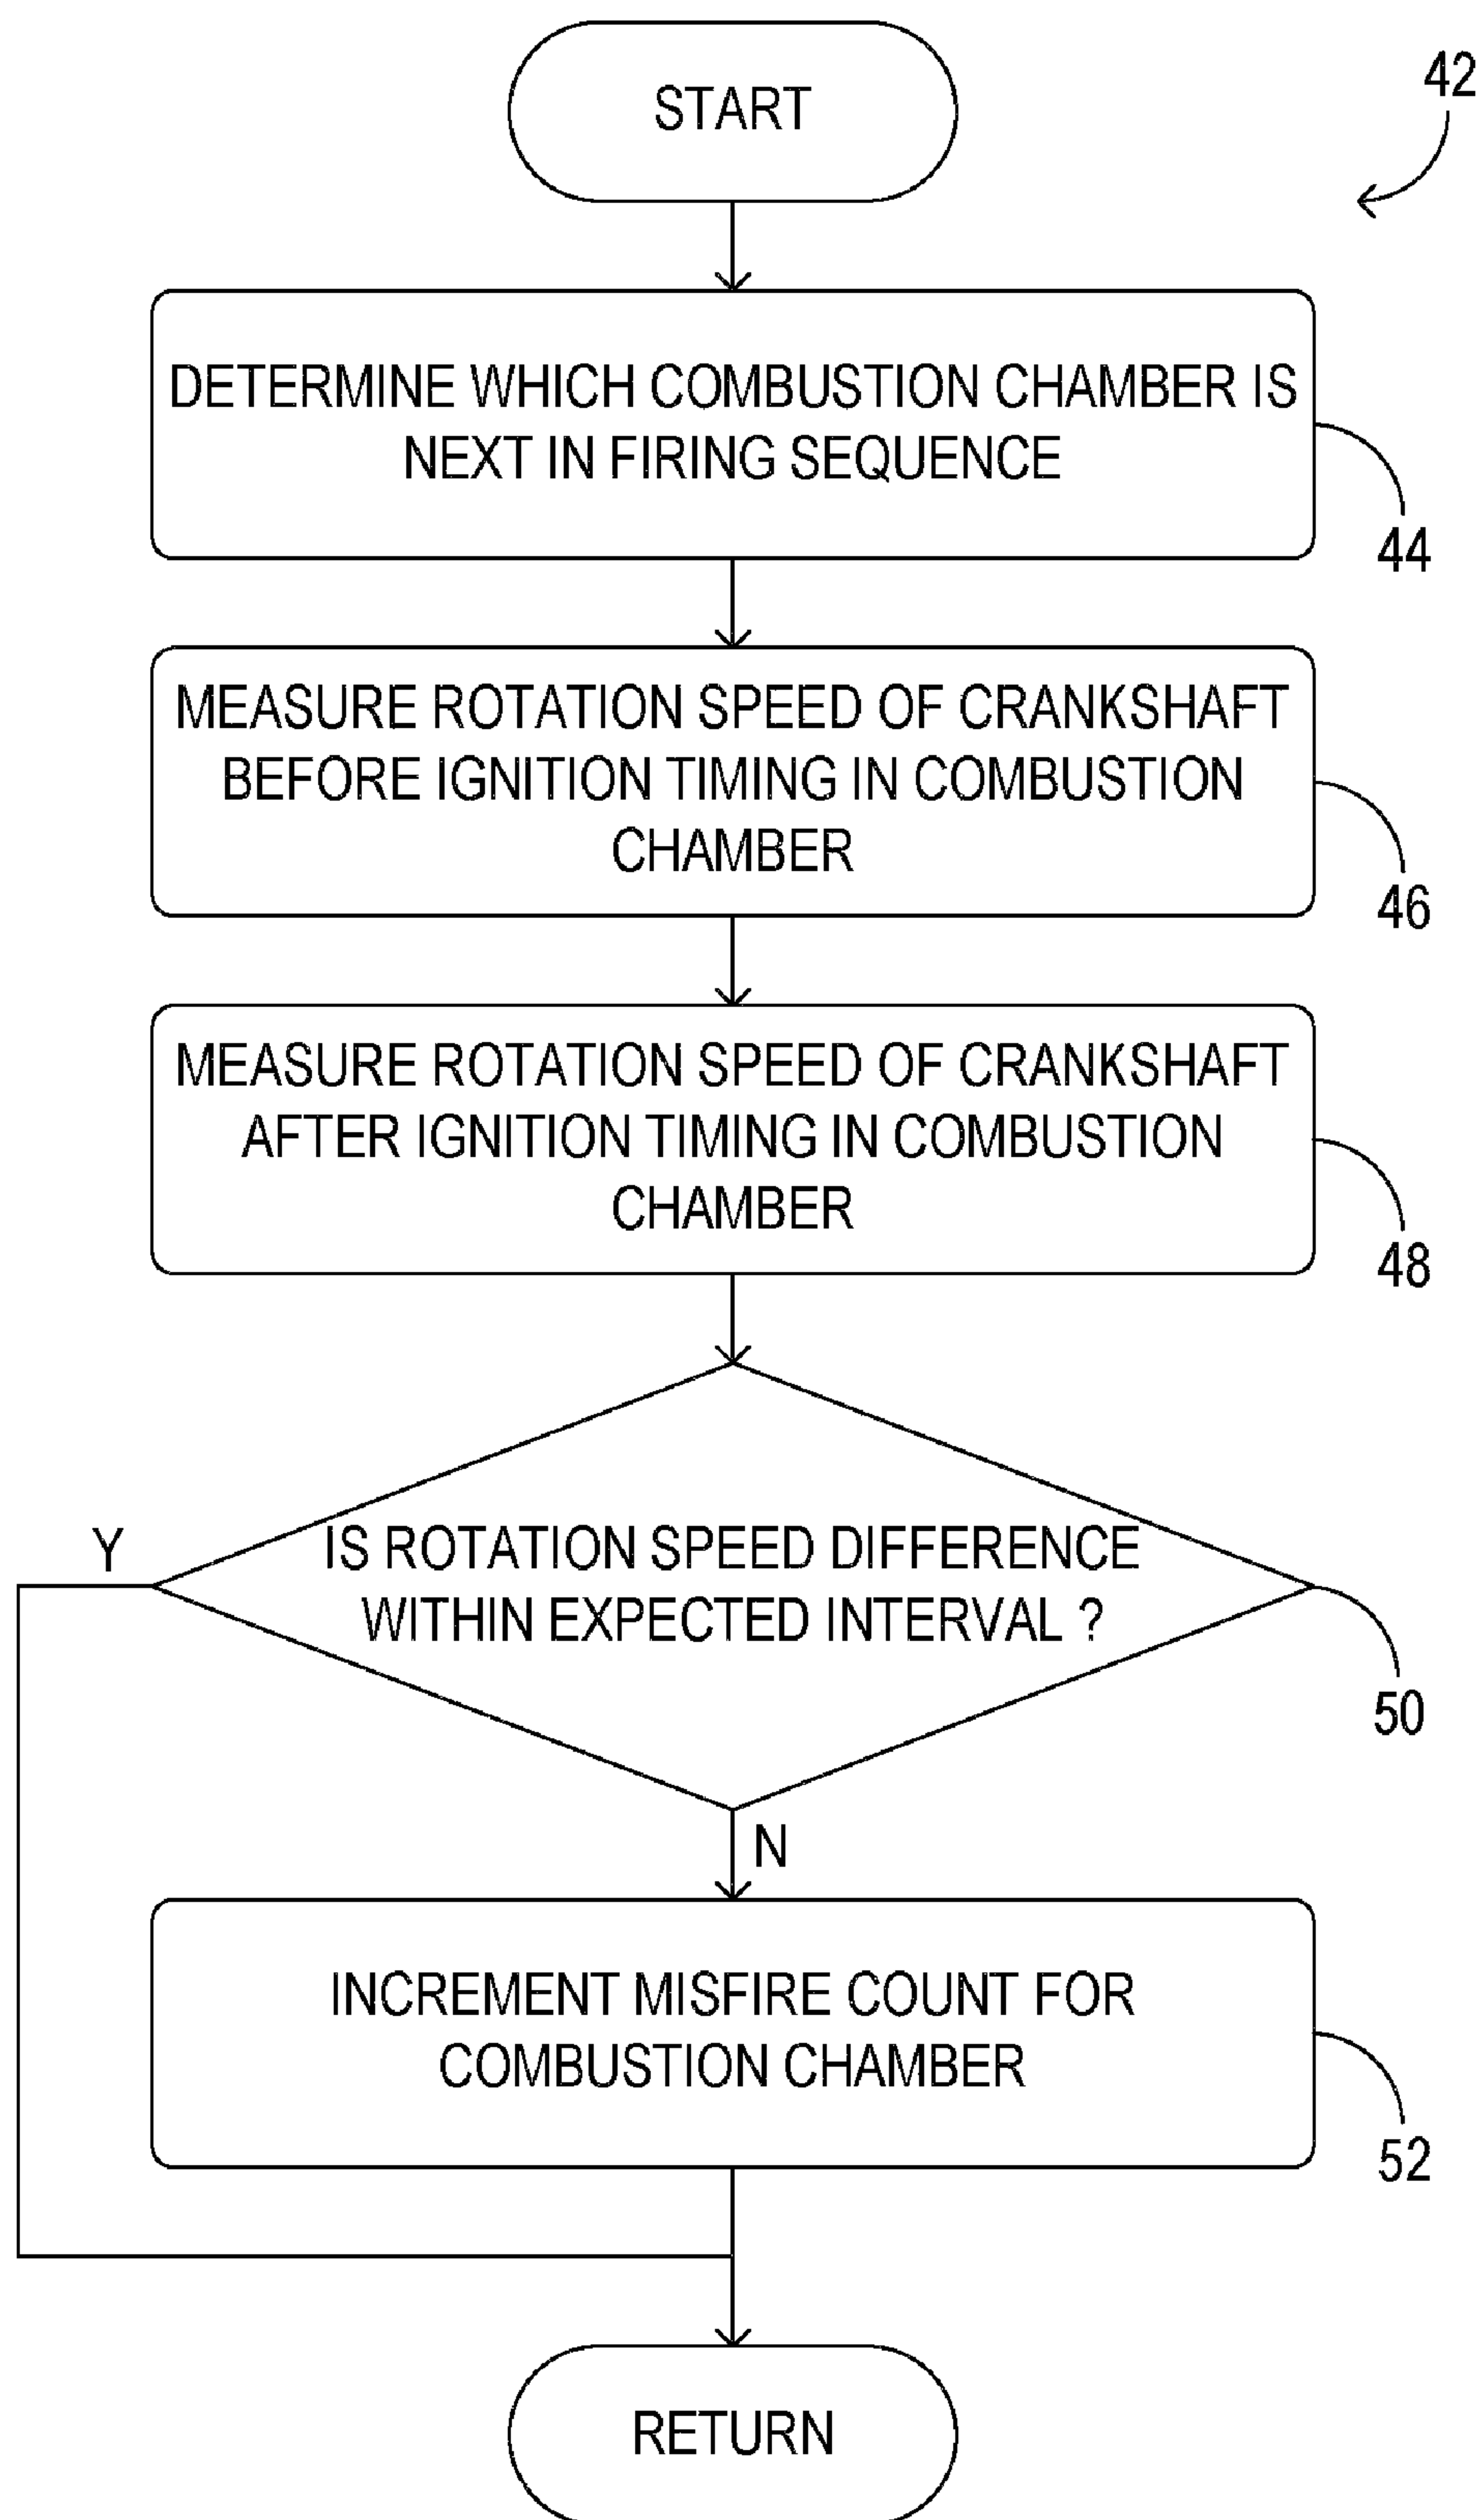 START
42
DETERMINE WHICH COMBUSTION CHAMBER IS
NEXT IN FIRING SEQUENCE
44
MEASURE ROTATION SPEED OF CRANKSHAFT
BEFORE IGNITION TIMING IN COMBUSTION
CHAMBER
46
MEASURE ROTATION SPEED OF CRANKSHAFT
AFTER IGNITION TIMING IN COMBUSTION
CHAMBER
48
Y
IS ROTATION SPEED DIFFERENCE
WITHIN EXPECTED INTERVAL ?
50
N
INCREMENT MISFIRE COUNT FOR
COMBUSTION CHAMBER
52
RETURN